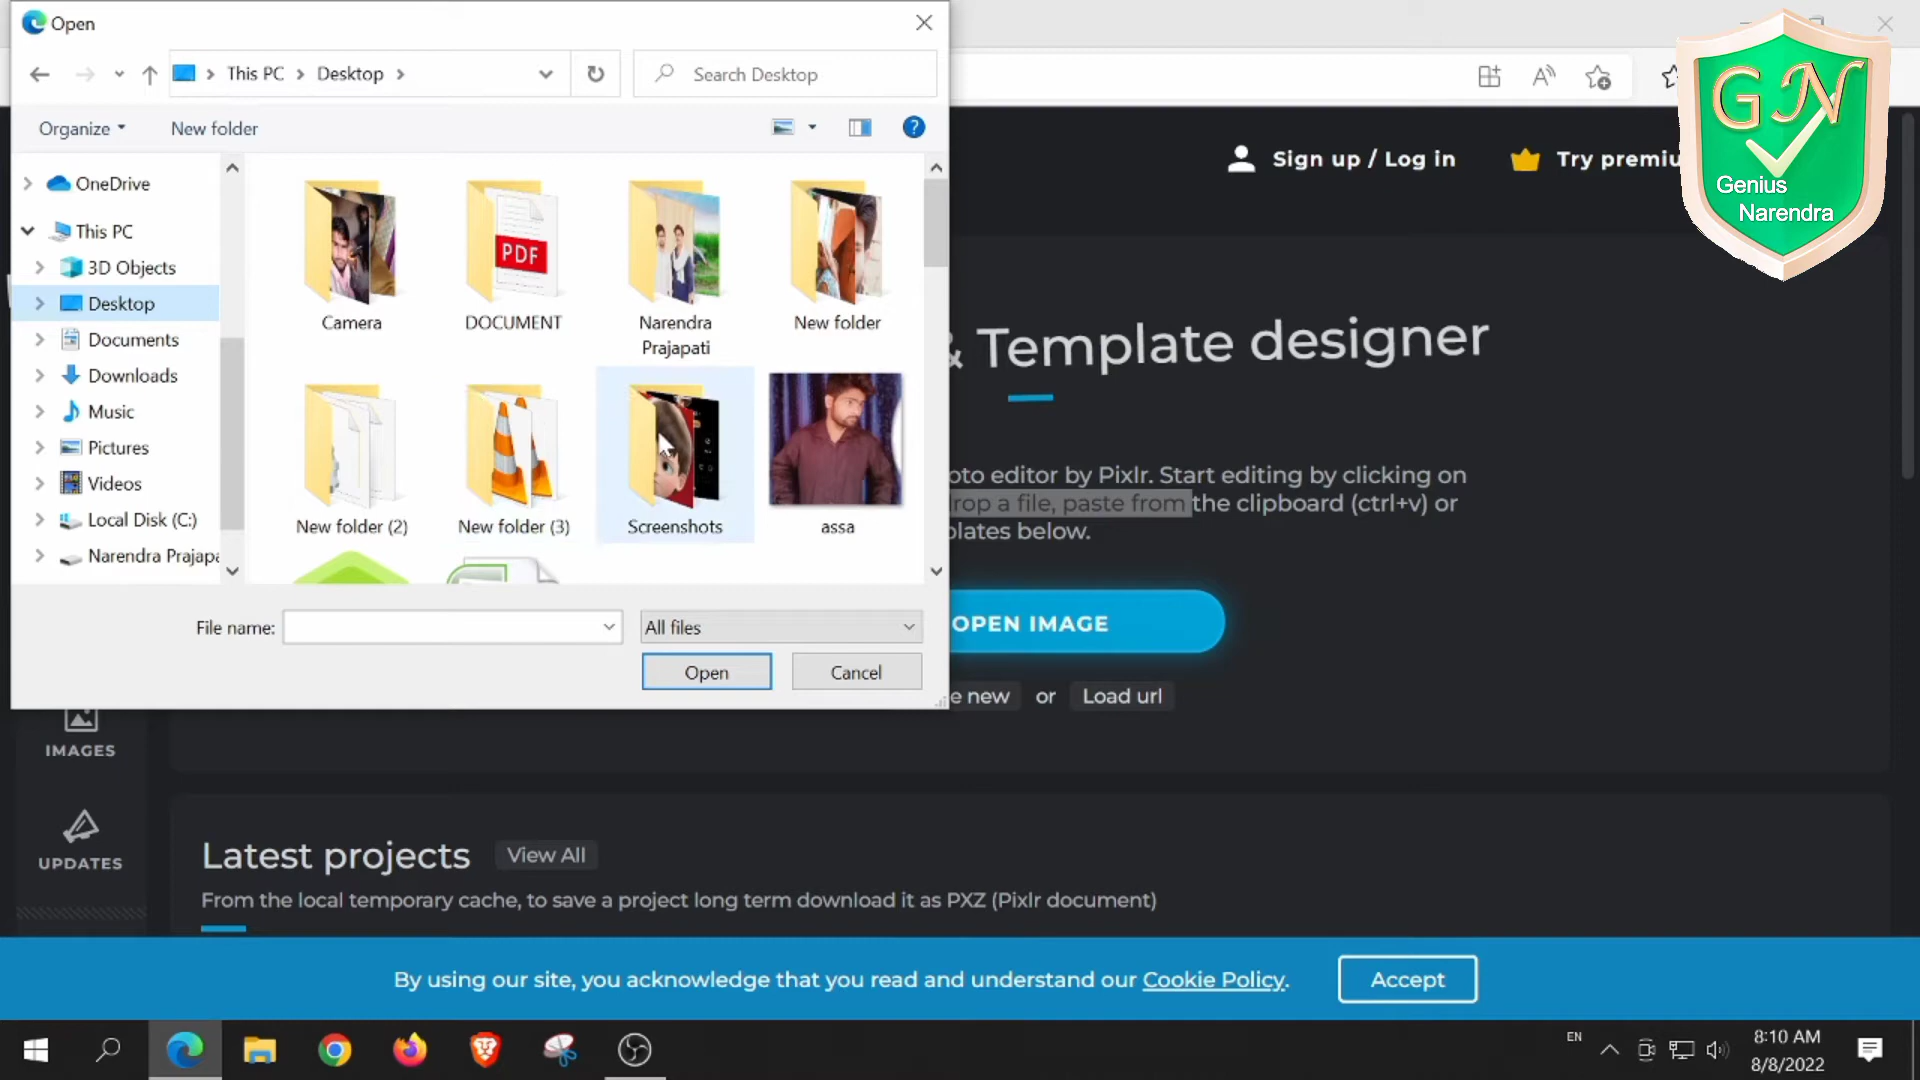 Open
This PC
Desktop
Search Desktop
Organize
New folder
OneDrive
This PC
3D Objects
Desktop
Documents
Downloads
Music
Pictures
Videos
Local Disk (C:)
Narendra Prajapa
Camera
DOCUMENT
Narendra
Prajapati
New folder
PDF
New folder (2)
New folder (3)
Screenshots
assa
File name:
All files
Open
Cancel
Sign up / Log in
Try premiu
GN
Genius
Narendra
& Template designer
oto editor by Pixlr. Start editing by clicking on
rop a file, paste from the clipboard (ctrl+v) or
plates below.
OPEN IMAGE
e new or Load url
IMAGES
UPDATES
Latest projects
View All
From the local temporary cache, to save a project long term download it as PXZ (Pixlr document)
By using our site, you acknowledge that you read and understand our Cookie Policy.
Accept
EN
8:10 AM
8/8/2022